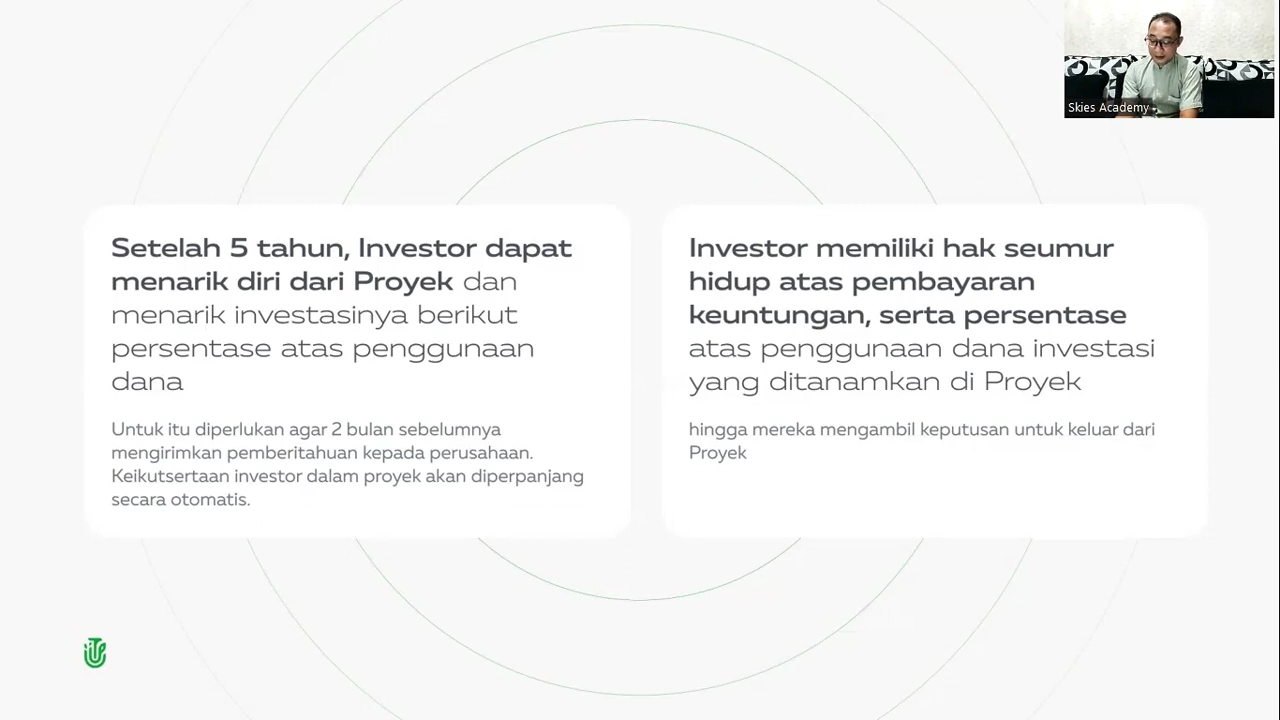 Skies Academy
Setelah 5 tahun, Investor dapat
menarik diri dari Proyek dan
menarik investasinya berikut
persentase atas penggunaan
dana
Untuk itu diperlukan agar 2 bulan sebelumnya
mengirimkan pemberitahuan kepada perusahaan.
Keikutsertaan investor dalam proyek akan diperpanjang
secara otomatis.
Investor memiliki hak seumur
hidup atas pembayaran
keuntungan, serta persentase
atas penggunaan dana investasi
yang ditanamkan di Proyek
hingga mereka mengambil keputusan untuk keluar dari
Proyek